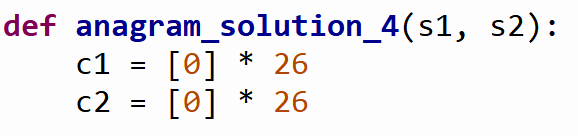 def anagram_solution_4(s1, s2):
    c1 = [0] * 26
    c2 = [0] * 26